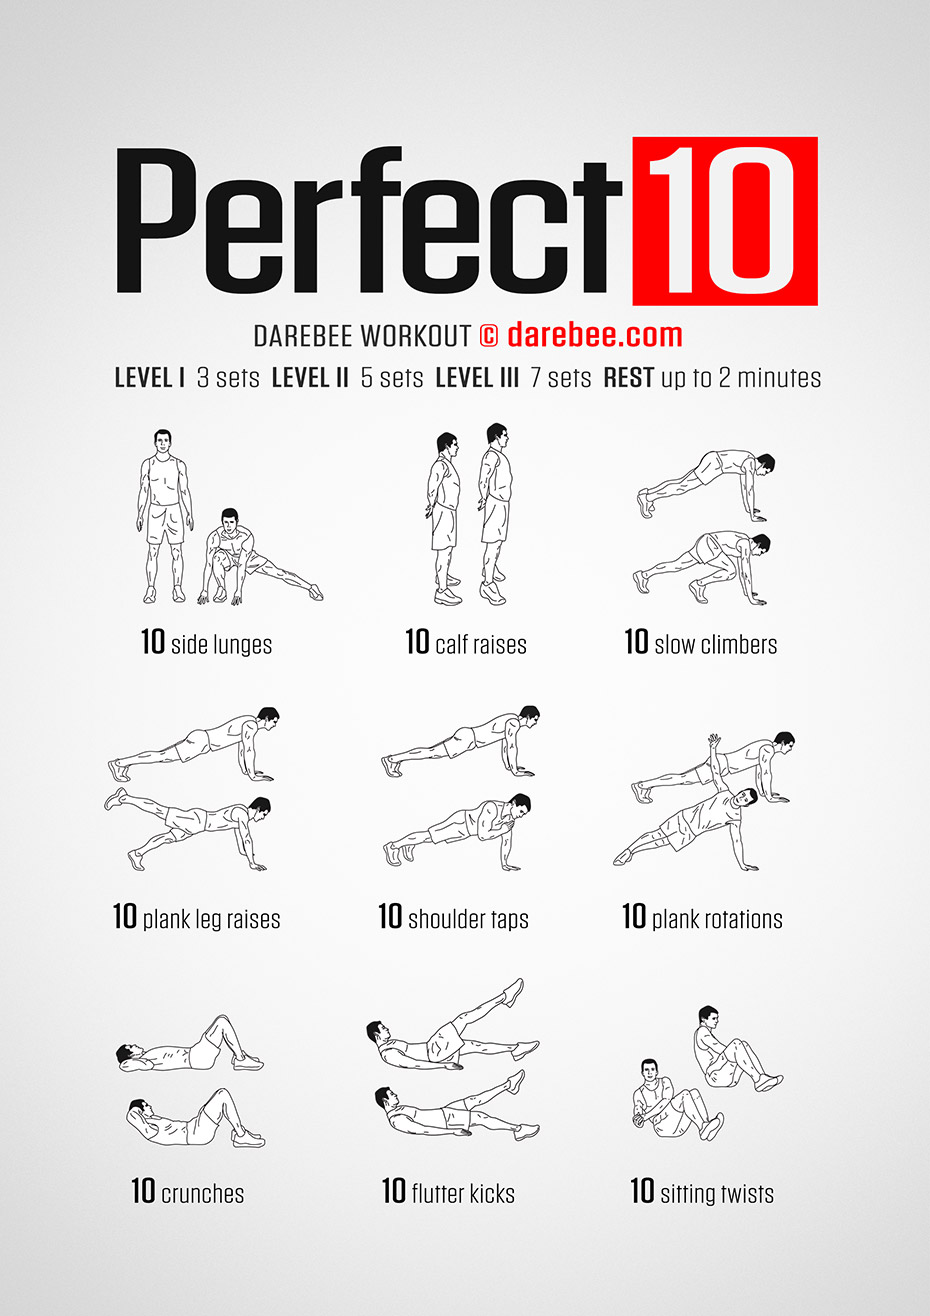 Perfect 10
DAREBEE WORKOUT © darebee.com
LEVEL I 3 sets LEVEL II 5 sets LEVEL III 7 sets REST up to 2 minutes
10 side lunges
10 calf raises
10 slow climbers
10 plank leg raises
10 shoulder taps
10 plank rotations
10 crunches
10 flutter kicks
10 sitting twists